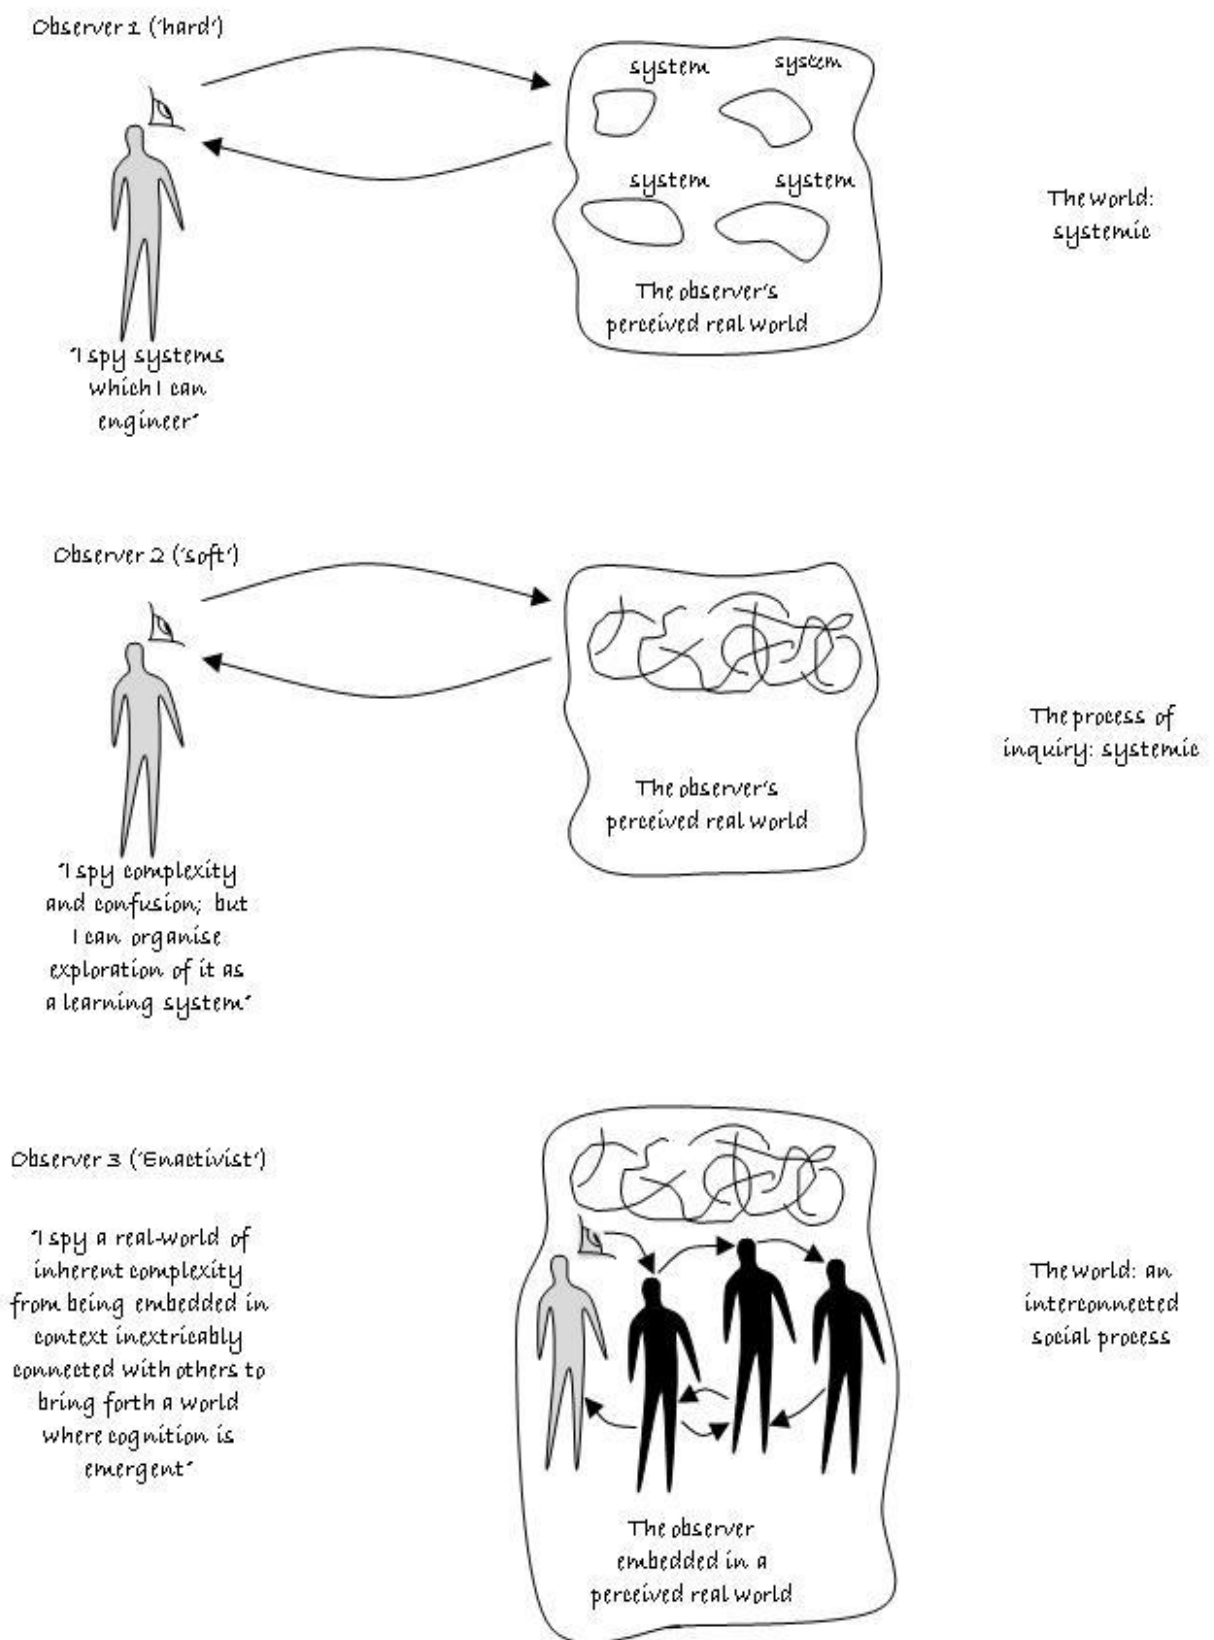 Observer 1 ('hard')
system
system
system
system
The observer's
perceived real world
The world:
systemic
"I spy systems
which I can
engineer"
Observer 2 ('soft')
The observer's
perceived real world
The process of
inquiry: systemic
"I spy complexity
and confusion; but
I can organise
exploration of it as
a learning system"
Observer 3 ('Enactivist')
"I spy a real-world of
inherent complexity
from being embedded in
context inextricably
connected with others to
bring forth a world
where cognition is
emergent"
The world: an
interconnected
social process
The observer
embedded in a
perceived real world